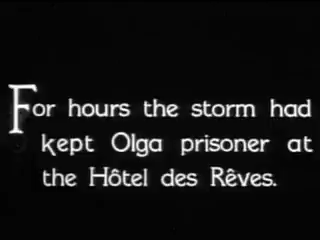 For hours the storm had
kept Olga prisoner at
the Hôtel des Rêves.